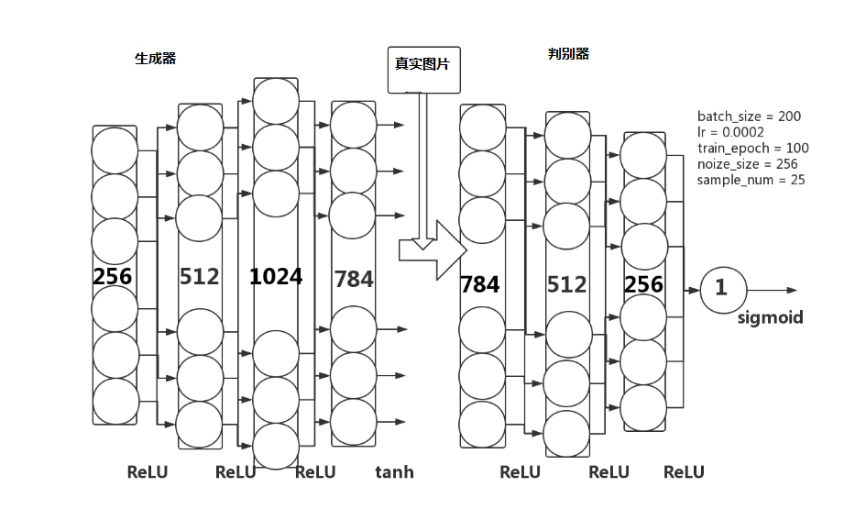 生成器
真实图片
判别器
batch_size = 200
lr = 0.0002
train_epoch = 100
noize_size = 256
sample_num = 25
256
512
1024
784
784
512
256
1
sigmoid
ReLU
ReLU
ReLU
tanh
ReLU
ReLU
ReLU